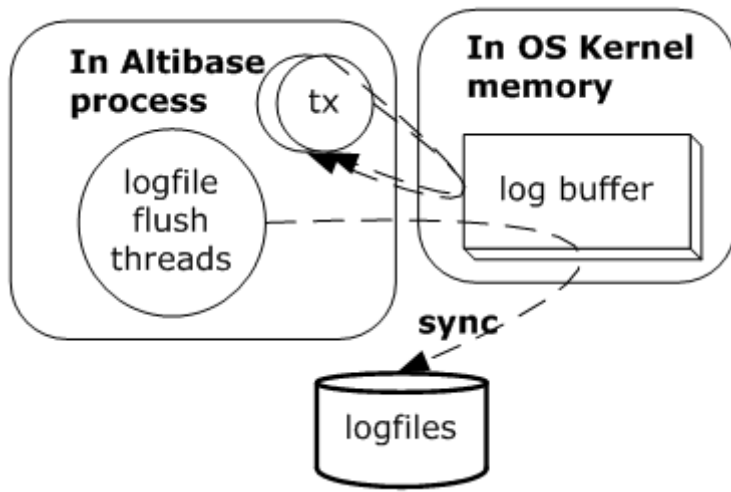 In Altibase
process
tx
logfile
flush
threads
In OS Kernel
memory
log buffer
sync
logfiles